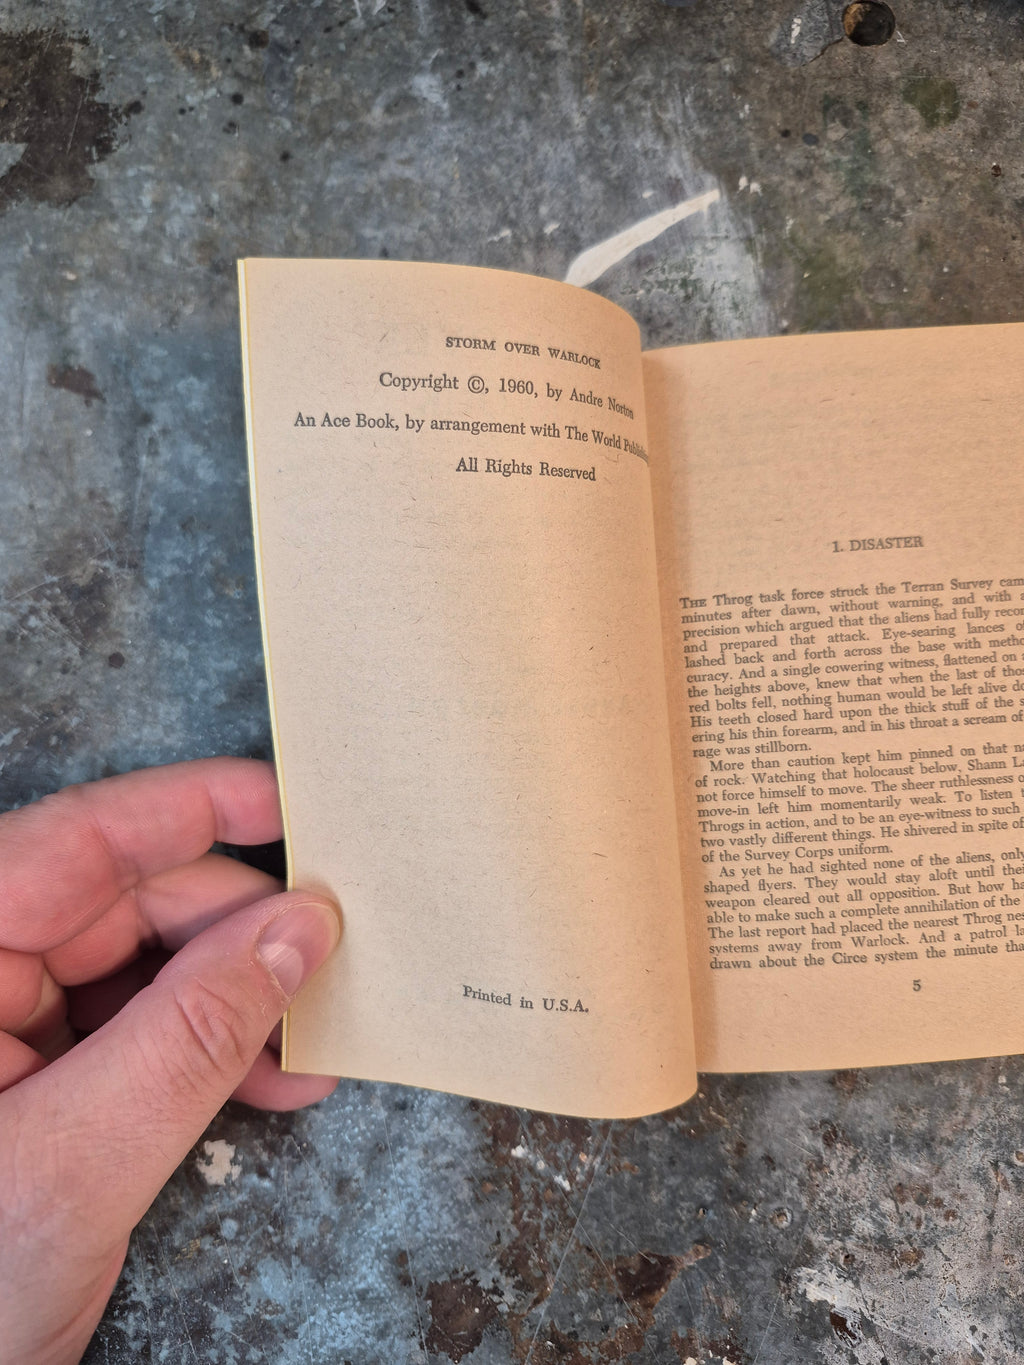 STORM OVER WARLOCK
Copyright ©, 1960, by Andre Norton
An Ace Book, by arrangement with The World
All Rights Reserved
Printed in U.S.A.
1. DISASTER
THE Throg task force struck the Terran Survey
minutes after dawn, without warning, and with
precision which argued that the aliens had fully
and prepared that attack. Eye-searing lances of
lashed back and forth across the base with
curacy. And a single cowering witness, flattened on
the heights above, knew that when the last of
red bolts fell, nothing human would be left alive
His teeth closed hard upon the thick stuff of the
ering his thin forearm, and in his throat a scream of
rage was stillborn.
More than caution kept him pinned on that
of rock. Watching that holocaust below, Shann
not force himself to move. The sheer ruthlessness
move-in left him momentarily weak. To listen
Throgs in action, and to be an eye-witness to such
two vastly different things. He shivered in spite of
of the Survey Corps uniform.
As yet he had sighted none of the aliens, only
shaped flyers. They would stay aloft until
weapon cleared out all opposition. But how
able to make such a complete annihilation of the
The last report had placed the nearest Throg
systems away from Warlock. And a patrol
drawn about the Circe system the minute
5